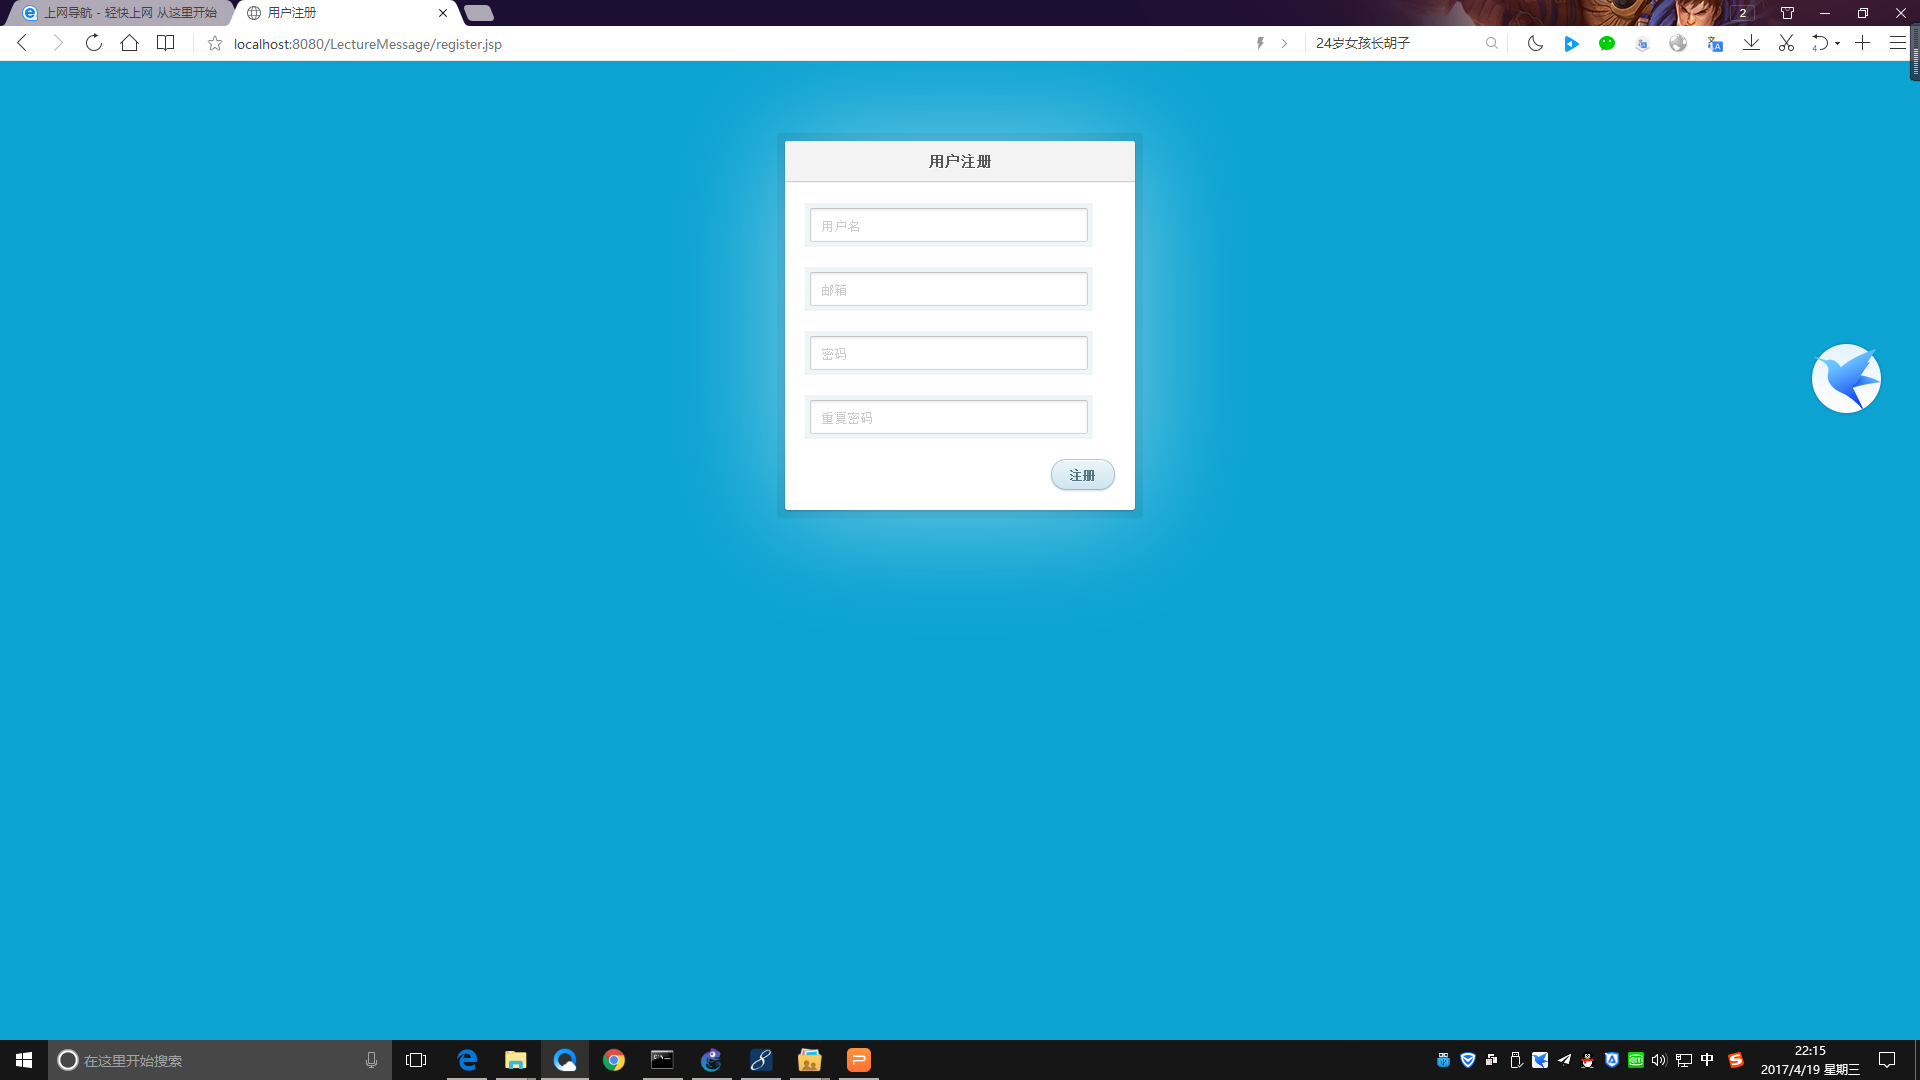 上网导航 - 轻快上网 从这里开始
用户注册
2
localhost:8080/LectureMessage/register.jsp
24岁女孩长胡子
4
用户注册
用户名
邮箱
密码
重复密码
注册
在这里开始搜索
中
22:15
2017/4/19 星期三